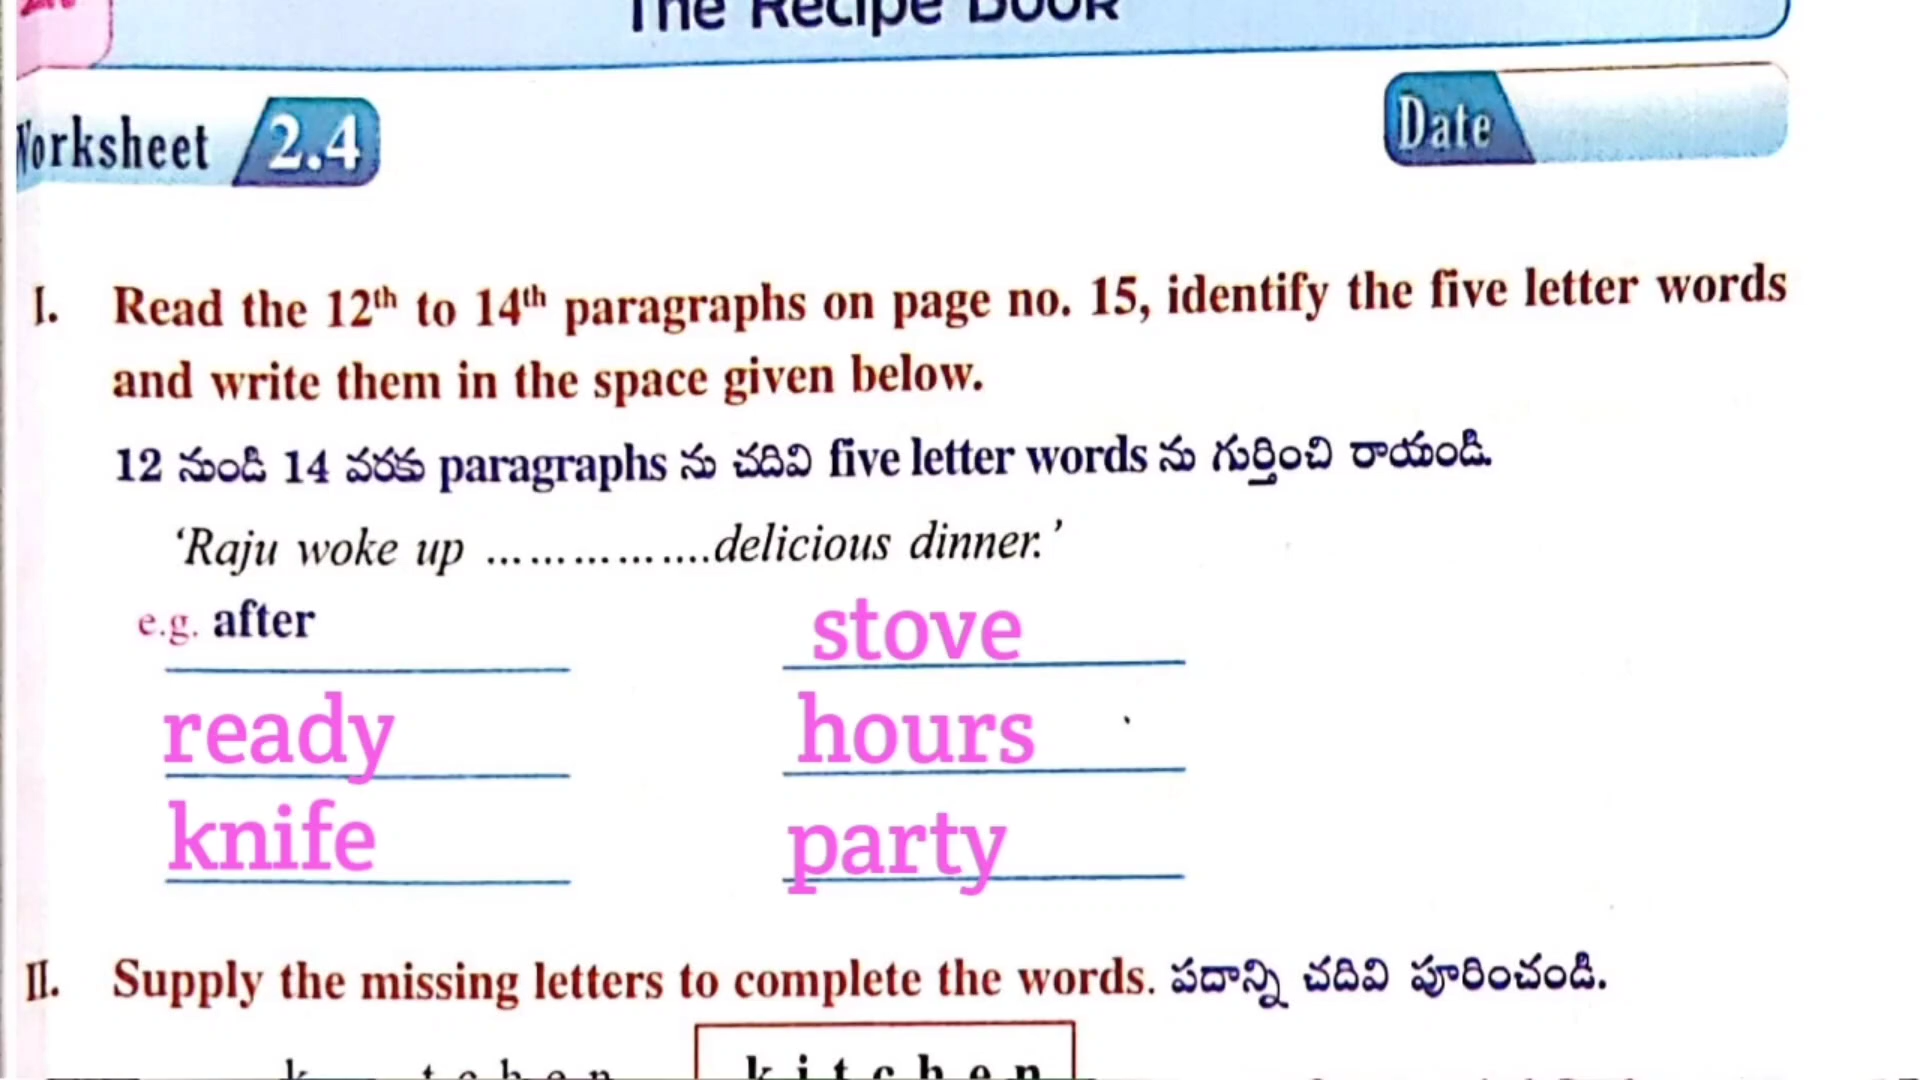 The Recipe Book
Worksheet 2.4
Date
I. Read the 12th to 14th paragraphs on page no. 15, identify the five letter words
and write them in the space given below.
12 నుండి 14 వరకు paragraphs ను చదివి five letter words ను గుర్తించి రాయండి.
‘Raju woke up ................delicious dinner.’
e.g. after
stove
ready
hours
knife
party
II. Supply the missing letters to complete the words. పదాన్ని చదివి పూరించండి.
k t c h e n
k i t c h e n